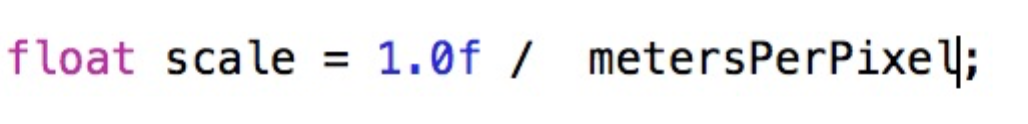 float scale = 1.0f /  metersPerPixel;